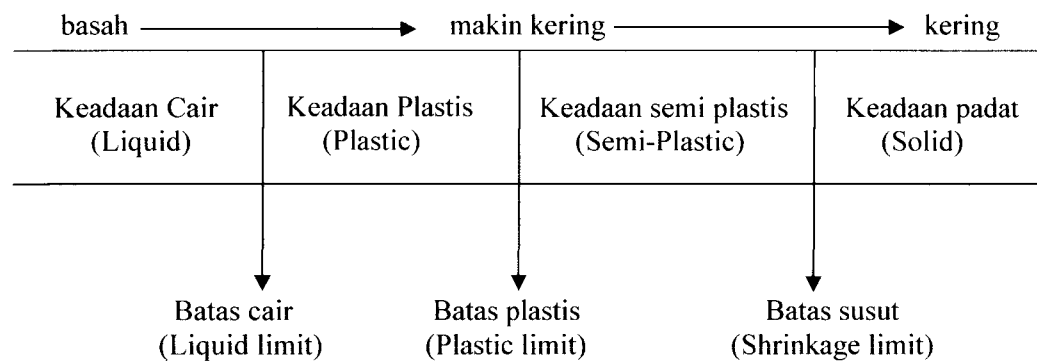 basah makin kering kering
Keadaan Cair Keadaan Plastis Keadaan semi plastis Keadaan padat
(Liquid) (Plastic) (Semi-Plastic) (Solid)
Batas cair Batas plastis Batas susut
(Liquid limit) (Plastic limit) (Shrinkage limit)